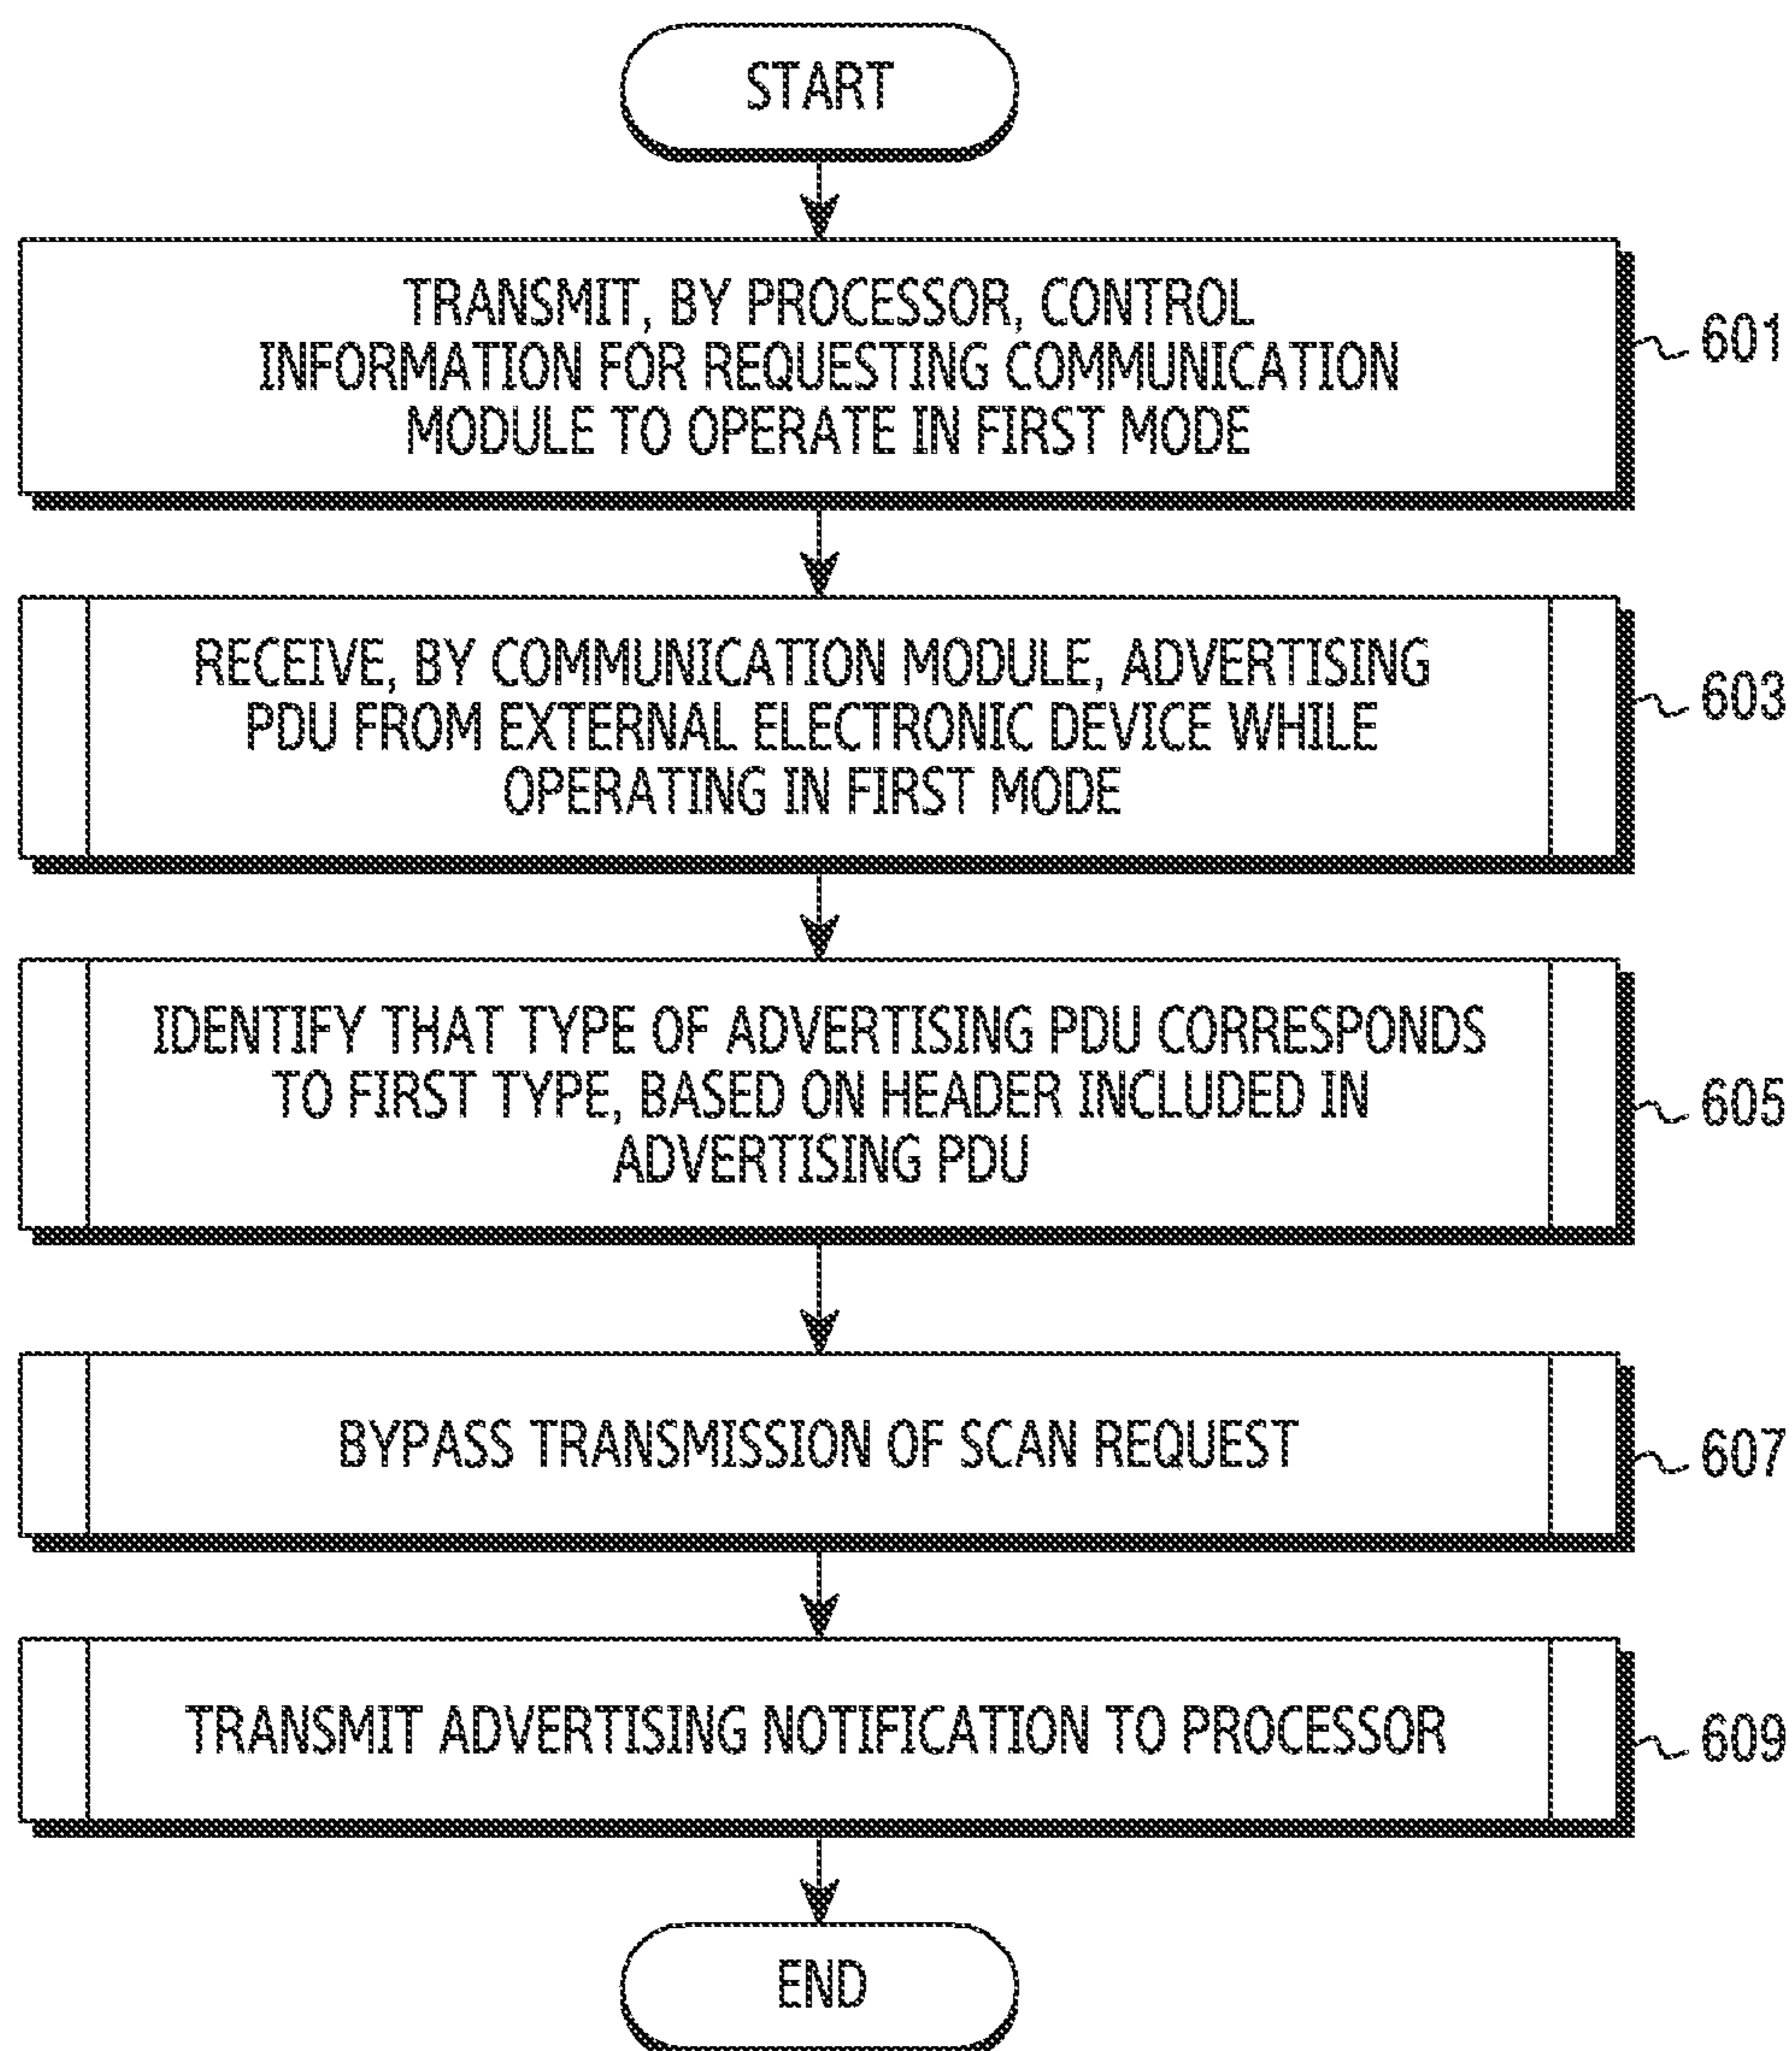 START
TRANSMIT, BY PROCESSOR, CONTROL
INFORMATION FOR REQUESTING COMMUNICATION
MODULE TO OPERATE IN FIRST MODE
601
RECEIVE, BY COMMUNICATION MODULE, ADVERTISING
PDU FROM EXTERNAL ELECTRONIC DEVICE WHILE
OPERATING IN FIRST MODE
603
IDENTIFY THAT TYPE OF ADVERTISING PDU CORRESPONDS
TO FIRST TYPE, BASED ON HEADER INCLUDED IN
ADVERTISING PDU
605
BYPASS TRANSMISSION OF SCAN REQUEST
607
TRANSMIT ADVERTISING NOTIFICATION TO PROCESSOR
609
END